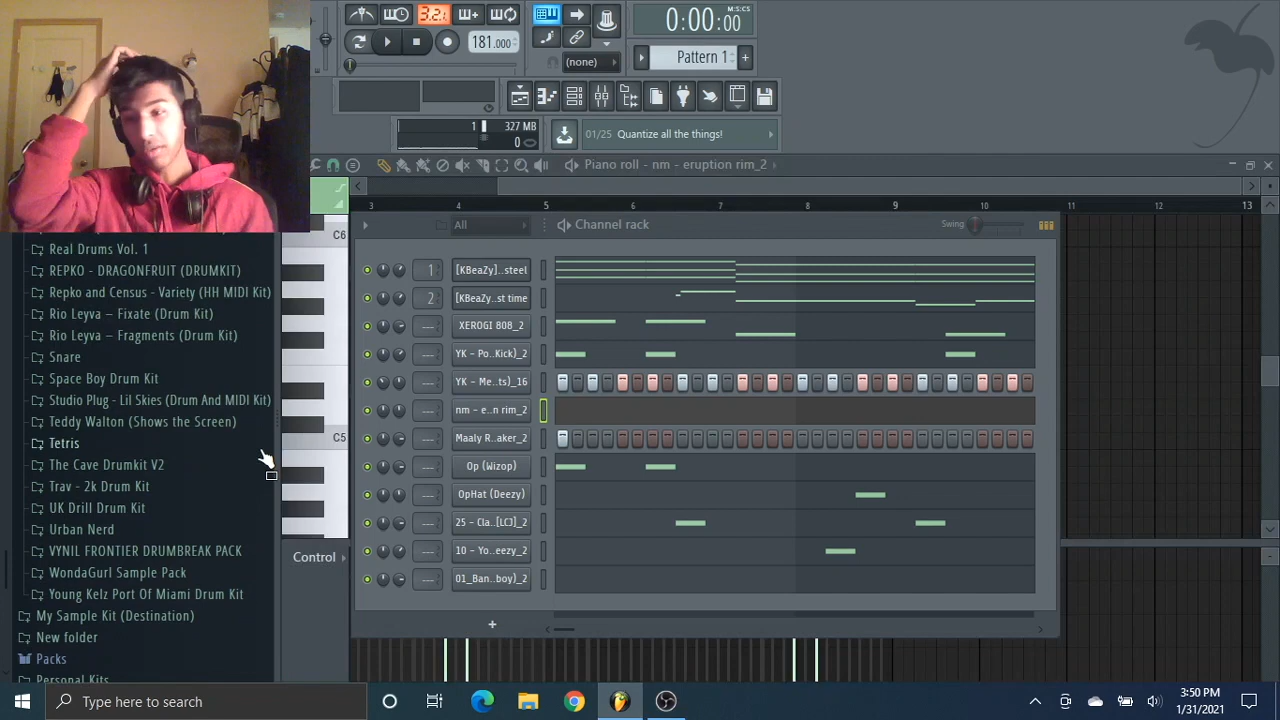 3.2.1
181.000
(none)
0:00:00
M:S:CS
Pattern 1
1
327 MB
0
01/25 Quantize all the things!
Piano roll - nm - eruption rim_2
3 4 5 6 7 8 9 10 11 12 13
C6
C5
Control
All
Channel rack
Swing
1 [KBeaZy]..steel
2 [KBeaZy..st time
--- XEROGI 808_2
--- YK - Po..Kick)_2
--- YK - Me..ts)_16
--- nm - e..n rim_2
--- Maaly R..aker_2
--- Op (Wizop)
--- OpHat (Deezy)
--- 25 - Cla..[LCJ]_2
--- 10 - Yo..eezy_2
--- 01_Ban..boy)_2
+
Real Drums Vol. 1
REPKO - DRAGONFRUIT (DRUMKIT)
Repko and Census - Variety (HH MIDI Kit)
Rio Leyva – Fixate (Drum Kit)
Rio Leyva – Fragments (Drum Kit)
Snare
Space Boy Drum Kit
Studio Plug - Lil Skies (Drum And MIDI Kit)
Teddy Walton (Shows the Screen)
Tetris
The Cave Drumkit V2
Trav - 2k Drum Kit
UK Drill Drum Kit
Urban Nerd
VYNIL FRONTIER DRUMBREAK PACK
WondaGurl Sample Pack
Young Kelz Port Of Miami Drum Kit
My Sample Kit (Destination)
New folder
Packs
Personal Kits
Type here to search
3:50 PM
1/31/2021